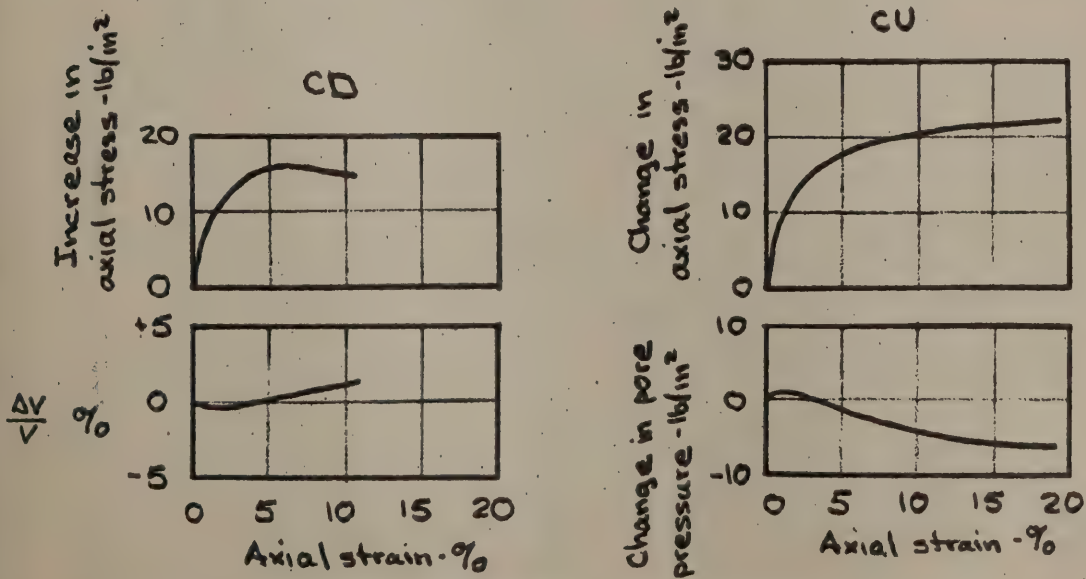 CD
Increase in
axial stress-lb/in²
20
10
0
+5
0
-5
ΔV/V %
0 5 10 15 20
Axial strain-%
CU
Change in
axial stress-lb/in²
30
20
10
0
10
0
-10
Change in pore
pressure-lb/in²
0 5 10 15 20
Axial strain-%